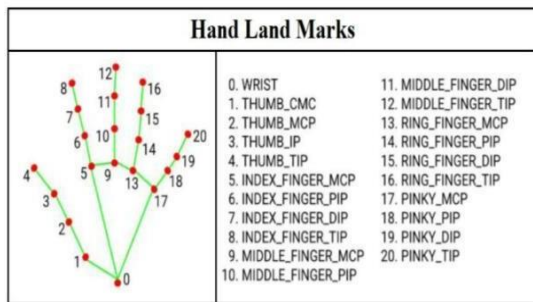 Hand Land Marks
12
8
16
11
7
15
20
6
10
14
19
4
5
9
18
13
3
17
2
1
0
0. WRIST
1. THUMB_CMC
2. THUMB_MCP
3. THUMB_IP
4. THUMB_TIP
5. INDEX_FINGER_MCP
6. INDEX_FINGER_PIP
7. INDEX_FINGER_DIP
8. INDEX_FINGER_TIP
9. MIDDLE_FINGER_MCP
10. MIDDLE_FINGER_PIP
11. MIDDLE_FINGER_DIP
12. MIDDLE_FINGER_TIP
13. RING_FINGER_MCP
14. RING_FINGER_PIP
15. RING_FINGER_DIP
16. RING_FINGER_TIP
17. PINKY_MCP
18. PINKY_PIP
19. PINKY_DIP
20. PINKY_TIP